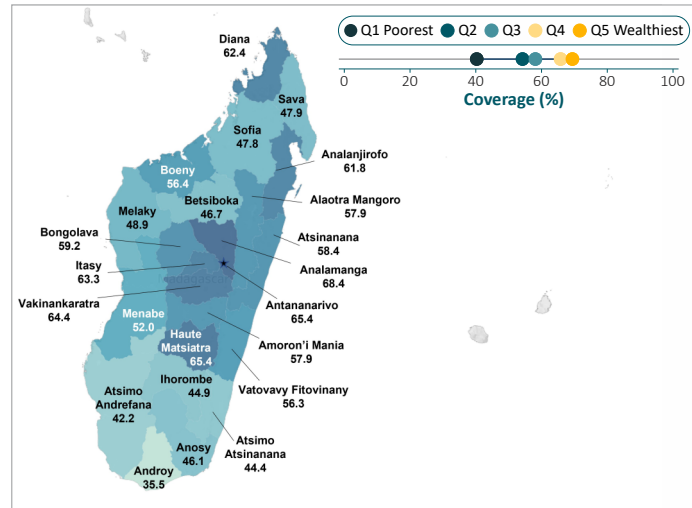 Q1 Poorest Q2 Q3 Q4 Q5 Wealthiest
0 20 40 60 80 100
Coverage (%)
Diana
62.4
Sava
47.9
Sofia
47.8
Analanjirofo
61.8
Boeny
56.4
Betsiboka
46.7
Alaotra Mangoro
57.9
Melaky
48.9
Bongolava
59.2
Atsinanana
58.4
Itasy
63.3
Analamanga
68.4
Vakinankaratra
64.4
Antananarivo
65.4
Menabe
52.0
Haute
Matsiatra
65.4
Amoron’i Mania
57.9
Ihorombe
44.9
Vatovavy Fitovinany
56.3
Atsimo
Andrefana
42.2
Anosy
46.1
Atsimo
Atsinanana
44.4
Androy
35.5